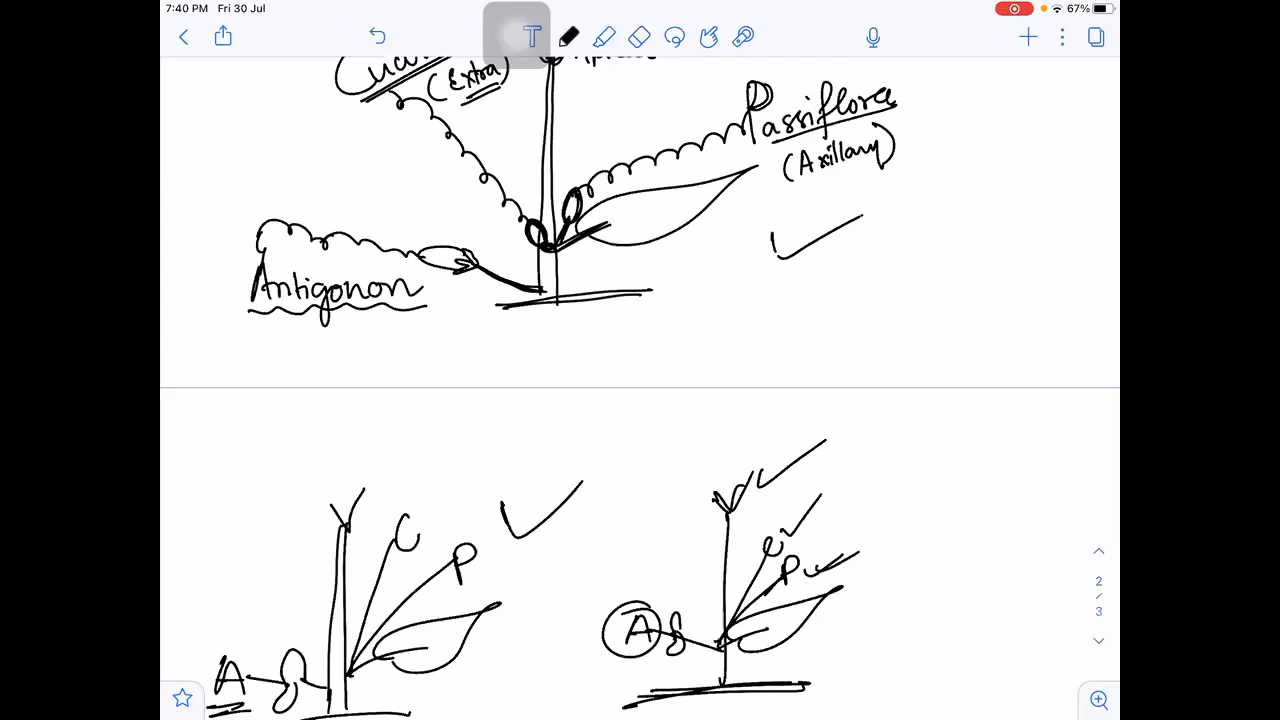 7:40 PM Fri 30 Jul
67%
T
(Extra)
Passiflora
(Axillary)
Antigonon
C
P
A
C
P
A
2
/
3